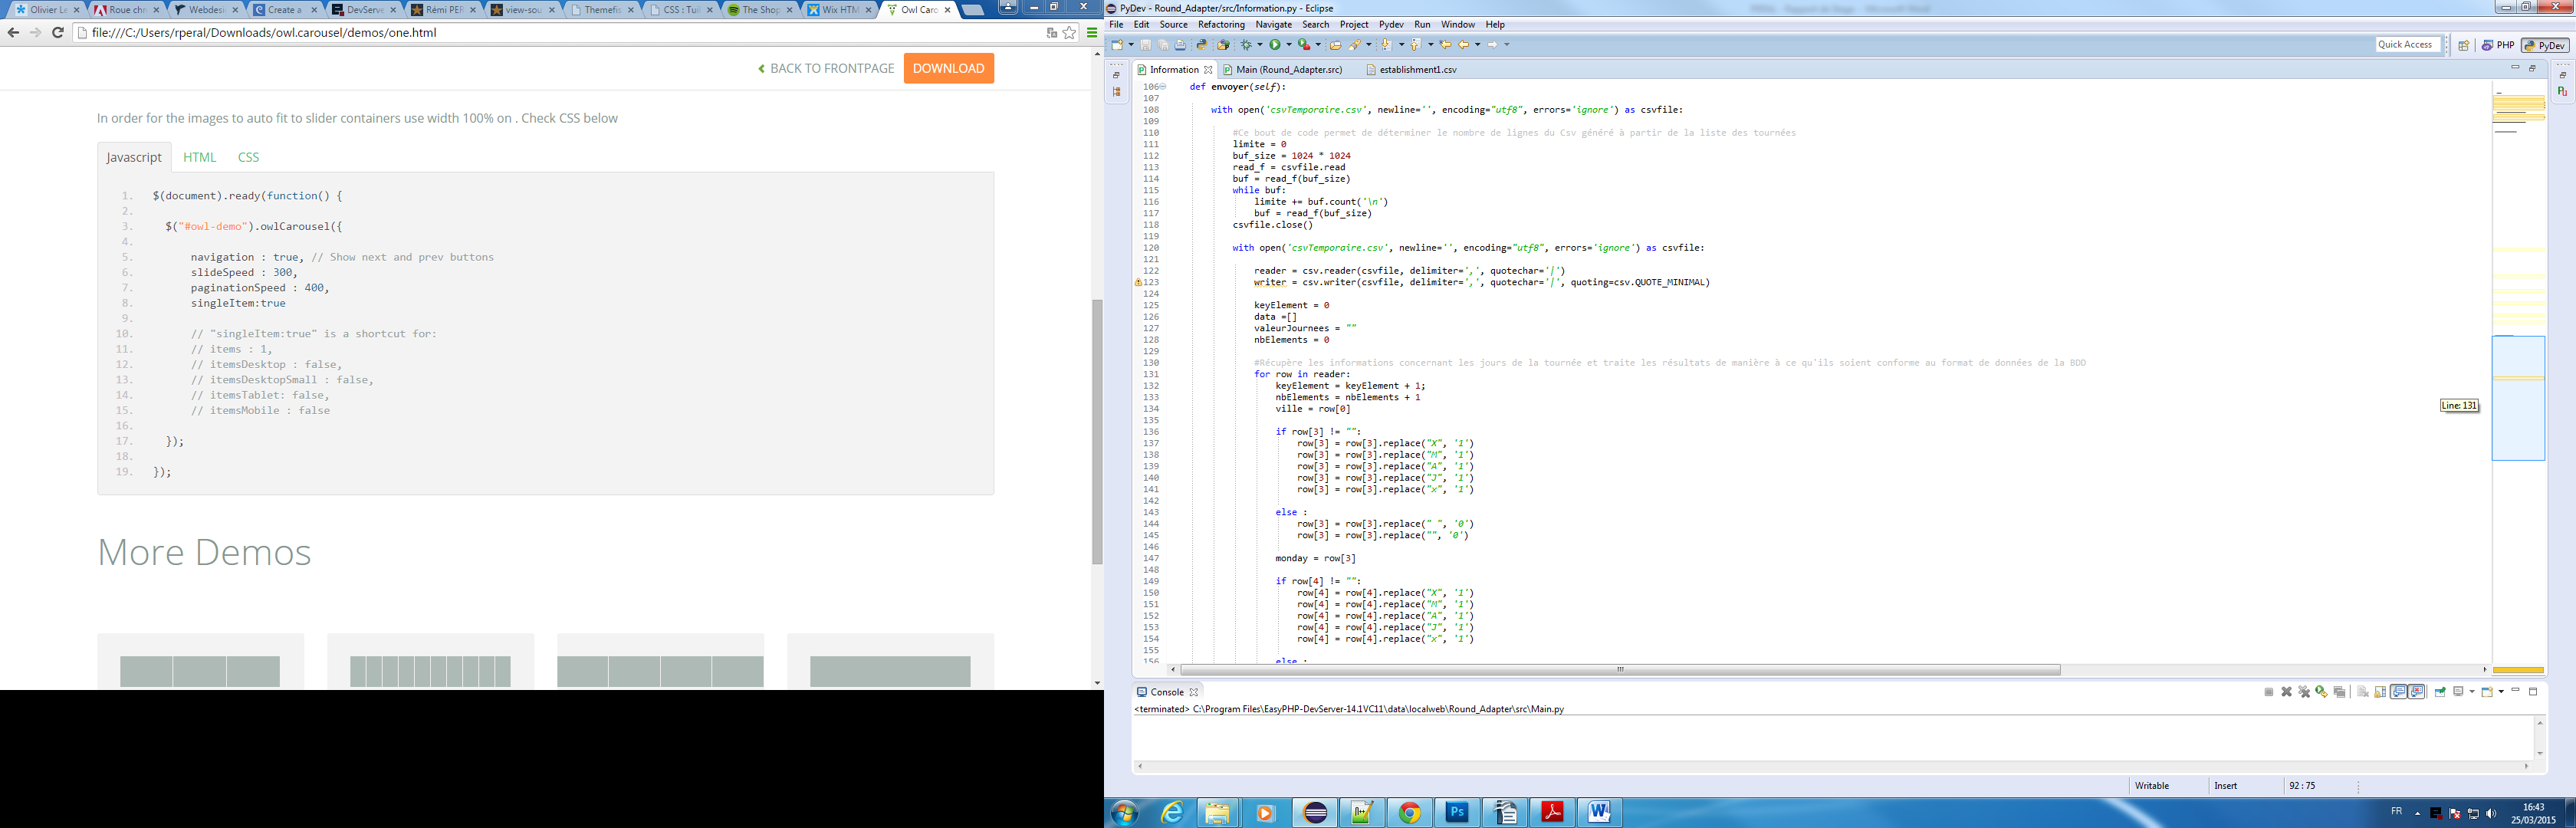 Olivier Le
Roue chr
Webdesi
Create a
DevServe
Rémi PER
view-sou
Themefis
CSS : Tui
The Shop
Wix HTM
Owl Caro
file:///C:/Users/rperal/Downloads/owl.carousel/demos/one.html
BACK TO FRONTPAGE
DOWNLOAD
In order for the images to auto fit to slider containers use width 100% on . Check CSS below
Javascript HTML CSS
1. $(document).ready(function() {
2.
3. $("#owl-demo").owlCarousel({
4.
5. navigation : true, // Show next and prev buttons
6. slideSpeed : 300,
7. paginationSpeed : 400,
8. singleItem:true
9.
10. // "singleItem:true" is a shortcut for:
11. // items : 1,
12. // itemsDesktop : false,
13. // itemsDesktopSmall : false,
14. // itemsTablet: false,
15. // itemsMobile : false
16.
17. });
18.
19. });
More Demos
PyDev - Round_Adapter/src/Information.py - Eclipse
File Edit Source Refactoring Navigate Search Project Pydev Run Window Help
Quick Access
PHP
PyDev
Information
Main (Round_Adapter.src)
establishment1.csv
106 def envoyer(self):
107
108 with open('csvTemporaire.csv', newline='', encoding="utf8", errors='ignore') as csvfile:
109
110 #Ce bout de code permet de déterminer le nombre de lignes du Csv généré à partir de la liste des tournées
111 limite = 0
112 buf_size = 1024 * 1024
113 read_f = csvfile.read
114 buf = read_f(buf_size)
115 while buf:
116 limite += buf.count('\n')
117 buf = read_f(buf_size)
118 csvfile.close()
119
120 with open('csvTemporaire.csv', newline='', encoding="utf8", errors='ignore') as csvfile:
121
122 reader = csv.reader(csvfile, delimiter=',', quotechar='|')
123 writer = csv.writer(csvfile, delimiter=',', quotechar='|', quoting=csv.QUOTE_MINIMAL)
124
125 keyElement = 0
126 data =[]
127 valeurJournees = ""
128 nbElements = 0
129
130 #Récupère les informations concernant les jours de la tournée et traite les résultats de manière à ce qu'ils soient conforme au format de données de la BDD
131 for row in reader:
132 keyElement = keyElement + 1;
133 nbElements = nbElements + 1
134 ville = row[0]
135
136 if row[3] != "":
137 row[3] = row[3].replace("X", '1')
138 row[3] = row[3].replace("M", '1')
139 row[3] = row[3].replace("A", '1')
140 row[3] = row[3].replace("J", '1')
141 row[3] = row[3].replace("x", '1')
142
143 else :
144 row[3] = row[3].replace(" ", '0')
145 row[3] = row[3].replace("", '0')
146
147 monday = row[3]
148
149 if row[4] != "":
150 row[4] = row[4].replace("X", '1')
151 row[4] = row[4].replace("M", '1')
152 row[4] = row[4].replace("A", '1')
153 row[4] = row[4].replace("J", '1')
154 row[4] = row[4].replace("x", '1')
155
156 else :
Line: 131
Console
<terminated> C:\Program Files\EasyPHP-DevServer-14.1VC11\data\localweb\Round_Adapter\src\Main.py
Writable Insert 92 : 75
FR
16:43
25/03/2015